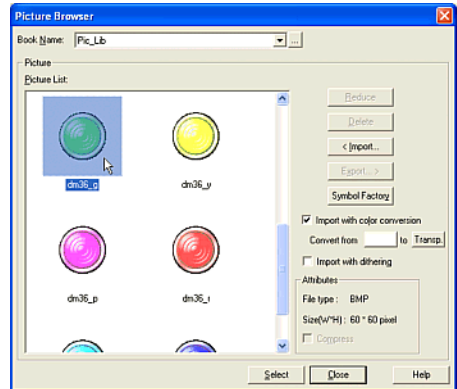 Picture Browser
Book Name: Pic_Lib ...
Picture
Picture List:
dm36_g
dm36_y
dm36_p
dm36_r
Reduce
Delete
< Import...
Export... >
Symbol Factory
Import with color conversion
Convert from to Transp.
Import with dithering
Attributes
File type : BMP
Size(W*H) : 60 * 60 pixel
Compress
Select Close Help